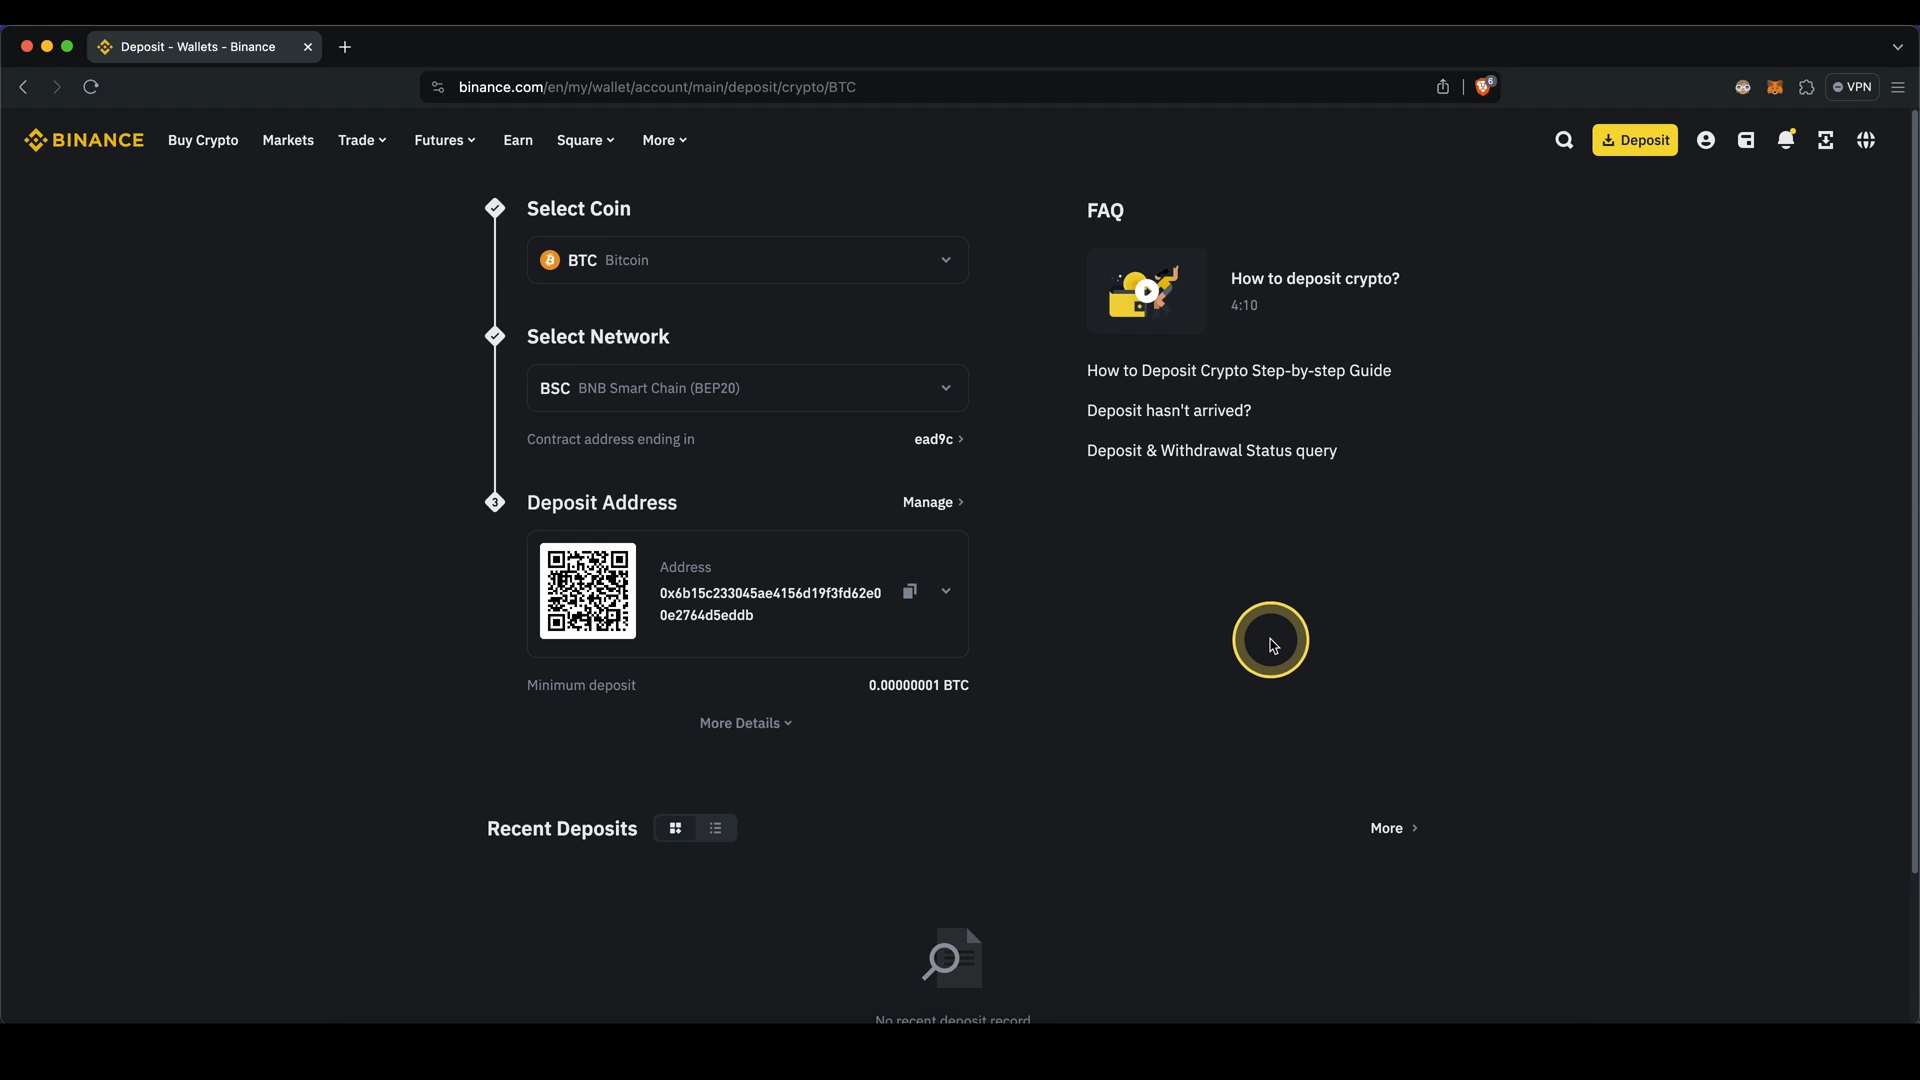 Deposit - Wallets - Binance
binance.com/en/my/wallet/account/main/deposit/crypto/BTC
6
VPN
BINANCE
Buy Crypto
Markets
Trade
Futures
Earn
Square
More
Deposit
Select Coin
BTC Bitcoin
Select Network
BSC BNB Smart Chain (BEP20)
Contract address ending in
ead9c
3
Deposit Address
Manage
Address
0x6b15c233045ae4156d19f3fd62e0
0e2764d5eddb
Minimum deposit
0.00000001 BTC
More Details
FAQ
How to deposit crypto?
4:10
How to Deposit Crypto Step-by-step Guide
Deposit hasn't arrived?
Deposit & Withdrawal Status query
Recent Deposits
More
No recent deposit record